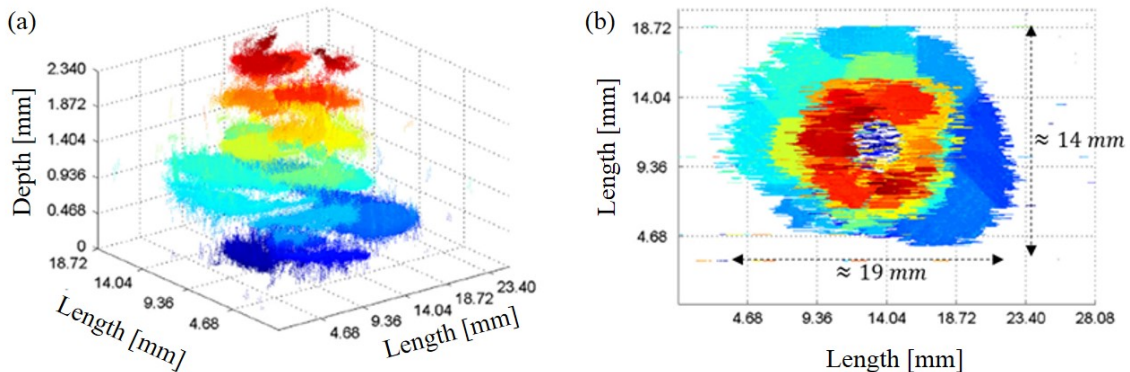 (a)
Depth [mm]
2.340
1.872
1.404
0.936
0.468
0
18.72
14.04
9.36
4.68
Length [mm]
4.68
9.36
14.04
18.72
23.40
Length [mm]
(b)
Length [mm]
18.72
14.04
9.36
4.68
≈ 14 mm
≈ 19 mm
4.68 9.36 14.04 18.72 23.40 28.08
Length [mm]